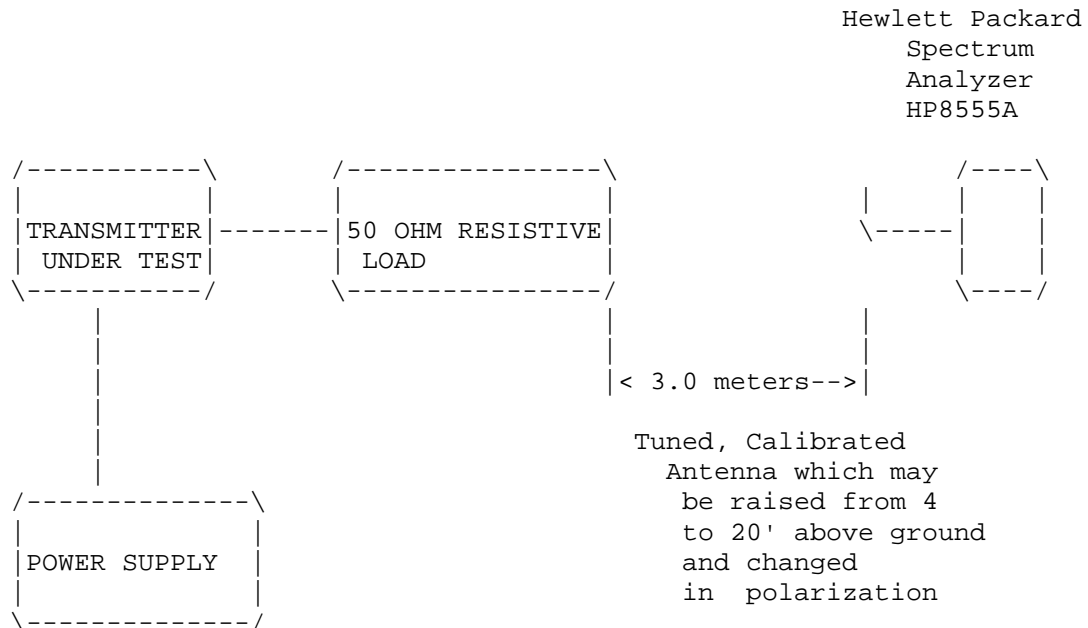 Hewlett Packard
Spectrum
Analyzer
HP8555A
TRANSMITTER
UNDER TEST
50 OHM RESISTIVE
LOAD
< 3.0 meters-->
Tuned, Calibrated
Antenna which may
be raised from 4
to 20' above ground
and changed
in polarization
POWER SUPPLY